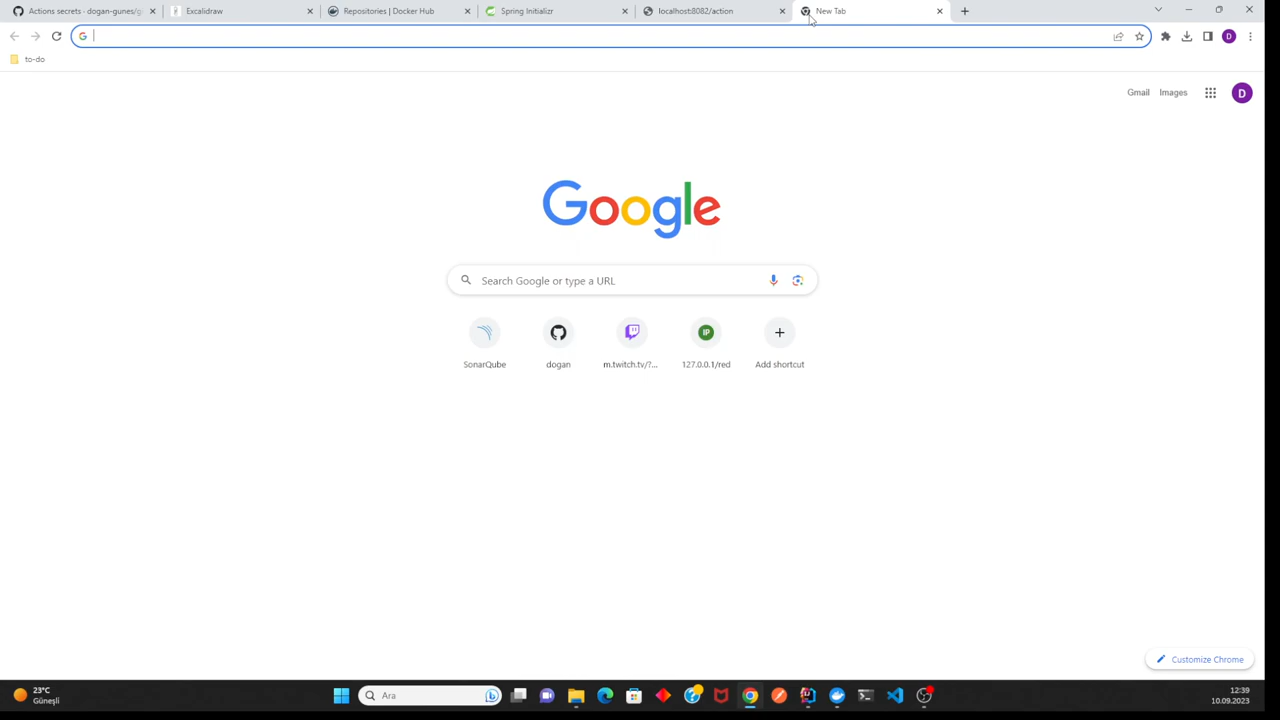 Actions secrets - dogan-gunes/g
Excalidraw
Repositories | Docker Hub
Spring Initializr
localhost:8082/action
New Tab
to-do
Gmail
Images
D
Google
Search Google or type a URL
SonarQube
dogan
m.twitch.tv/?...
IP
127.0.0.1/red
Add shortcut
Customize Chrome
23°C
Güneşli
Ara
12:39
10.09.2023